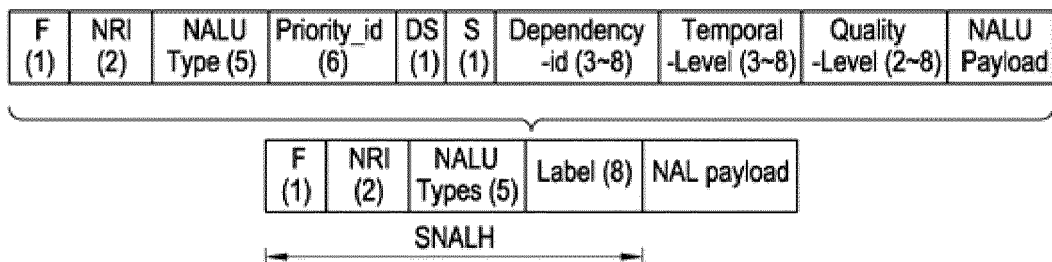 F NRI NALU Priority_id DS S Dependency Temporal Quality NALU
(1) (2) Type (5) (6) (1) (1) -id (3~8) -Level (3~8) -Level (2~8) Payload
F NRI NALU Label (8) NAL payload
(1) (2) Types (5)
SNALH